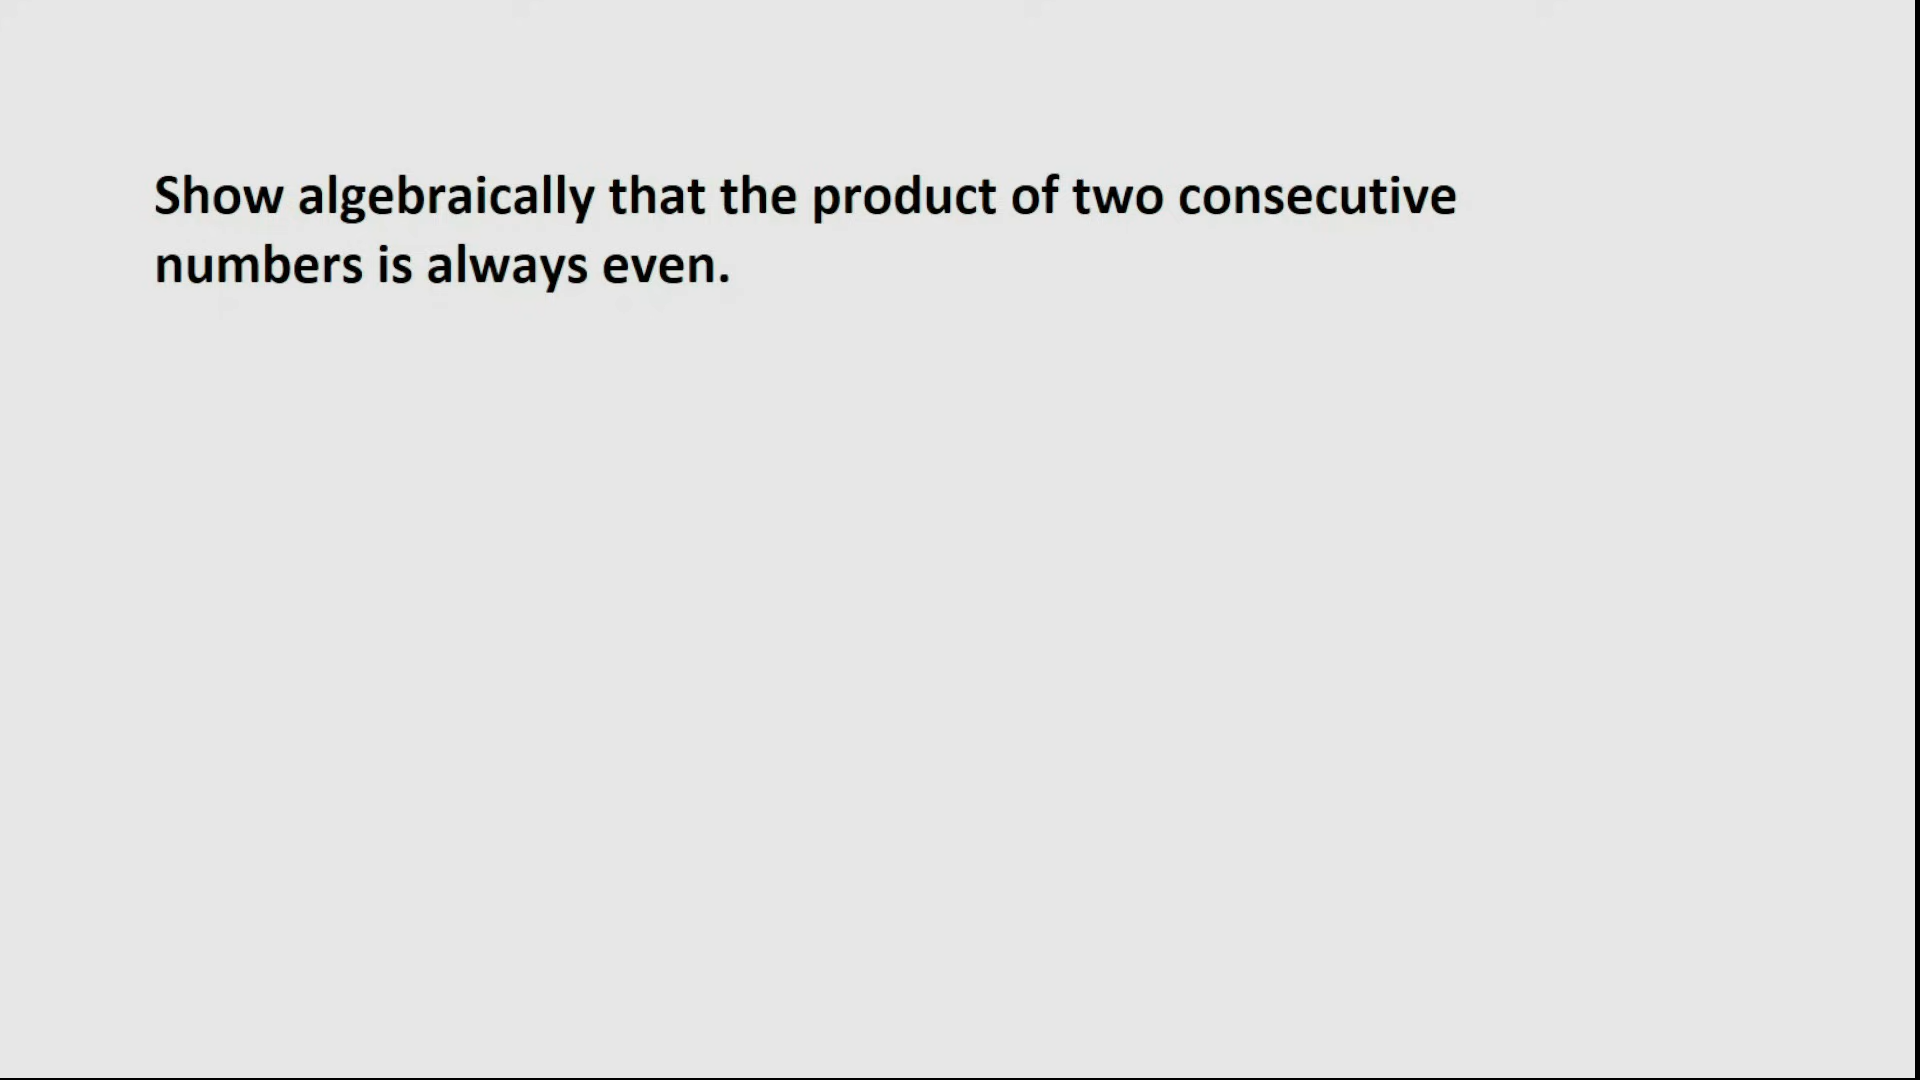 Show algebraically that the product of two consecutive
numbers is always even.